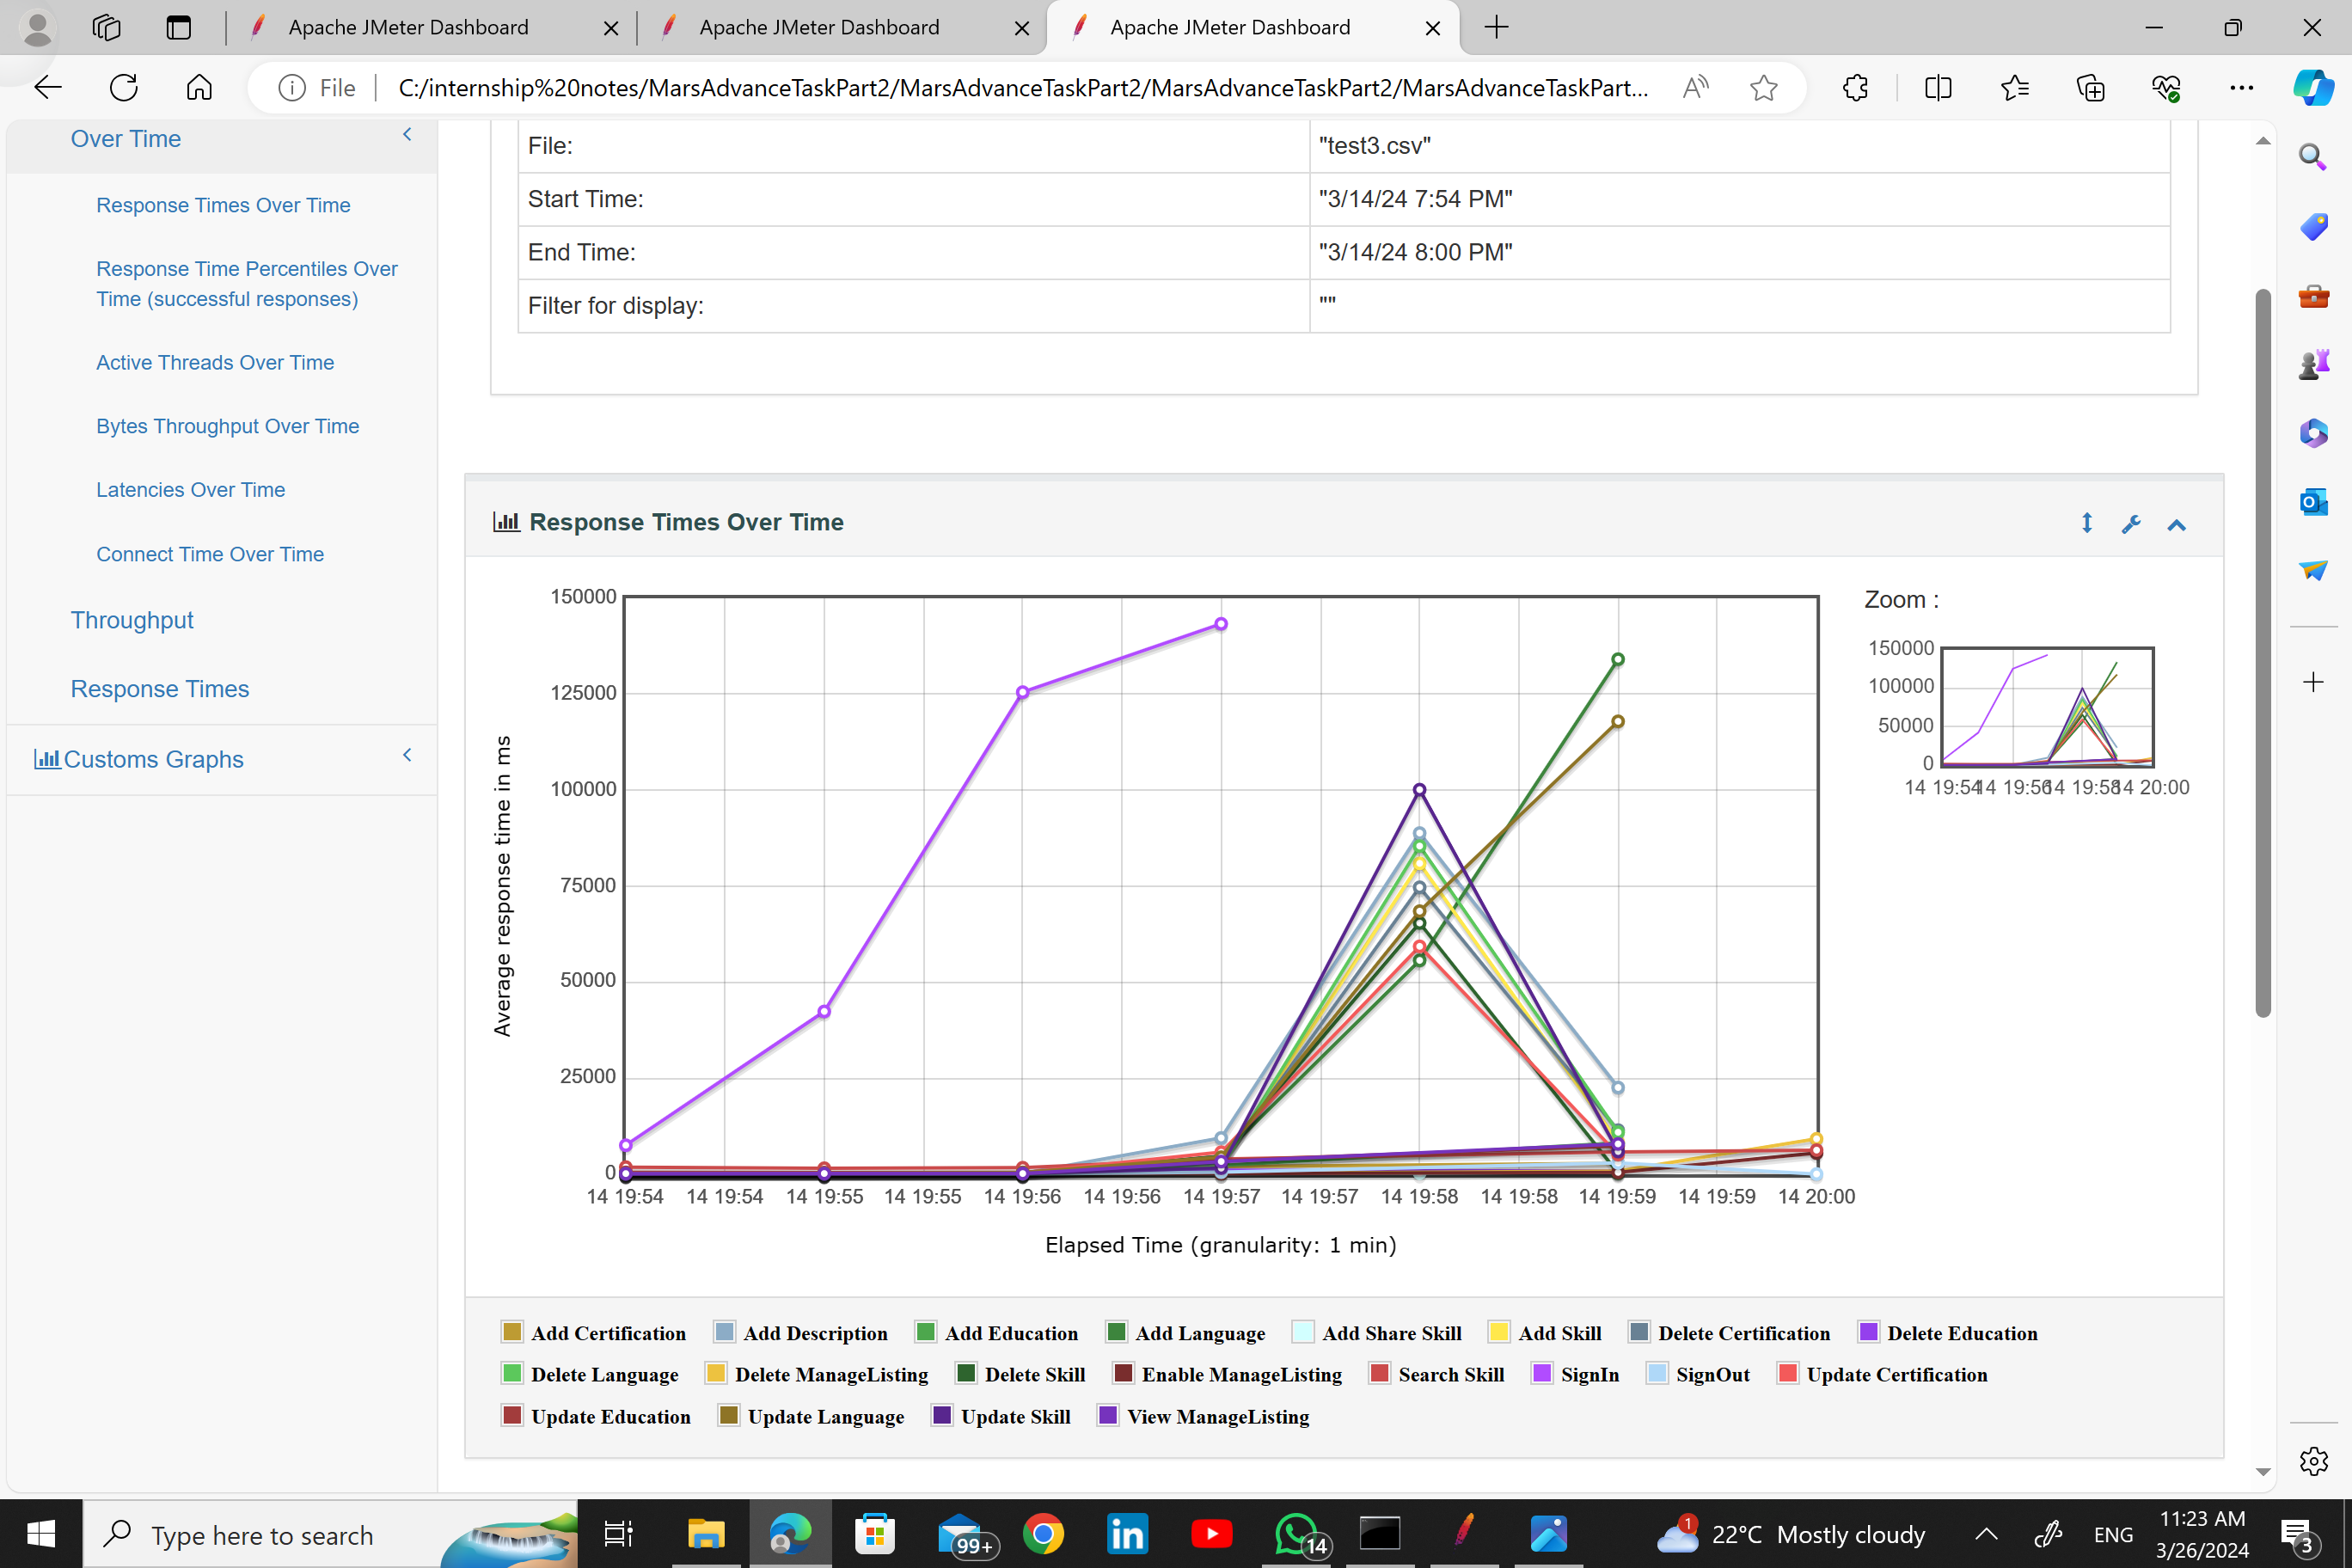 Apache JMeter Dashboard
Apache JMeter Dashboard
Apache JMeter Dashboard
File
C:/internship%20notes/MarsAdvanceTaskPart2/MarsAdvanceTaskPart2/MarsAdvanceTaskPart2/MarsAdvanceTaskPart...
Over Time
Response Times Over Time
Response Time Percentiles Over
Time (successful responses)
Active Threads Over Time
Bytes Throughput Over Time
Latencies Over Time
Connect Time Over Time
Throughput
Response Times
Customs Graphs
File: "test3.csv"
Start Time: "3/14/24 7:54 PM"
End Time: "3/14/24 8:00 PM"
Filter for display: ""
Response Times Over Time
150000
125000
100000
75000
50000
25000
0
Average response time in ms
14 19:54 14 19:54 14 19:55 14 19:55 14 19:56 14 19:56 14 19:57 14 19:57 14 19:58 14 19:58 14 19:59 14 19:59 14 20:00
Elapsed Time (granularity: 1 min)
Zoom :
150000
100000
50000
0
14 19:54 14 19:56 14 19:58 14 20:00
Add Certification Add Description Add Education Add Language Add Share Skill Add Skill Delete Certification Delete Education
Delete Language Delete ManageListing Delete Skill Enable ManageListing Search Skill SignIn SignOut Update Certification
Update Education Update Language Update Skill View ManageListing
Type here to search
99+
14
1
22°C Mostly cloudy
ENG
11:23 AM
3/26/2024
3